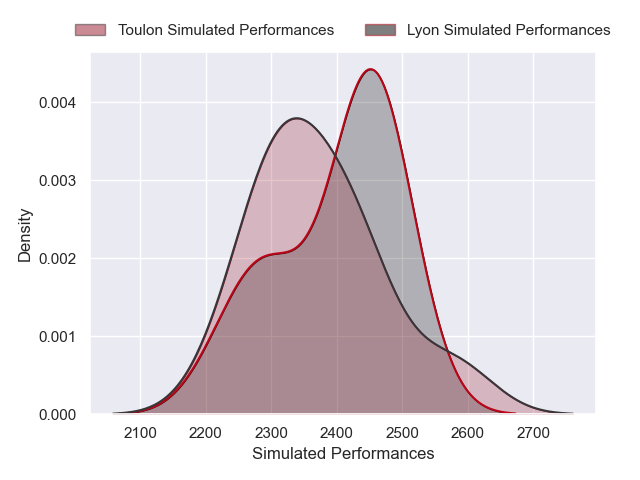 Toulon Simulated Performances Lyon Simulated Performances
0.004
0.003
0.002
0.001
0.000
Density
2100 2200 2300 2400 2500 2600 2700
Simulated Performances